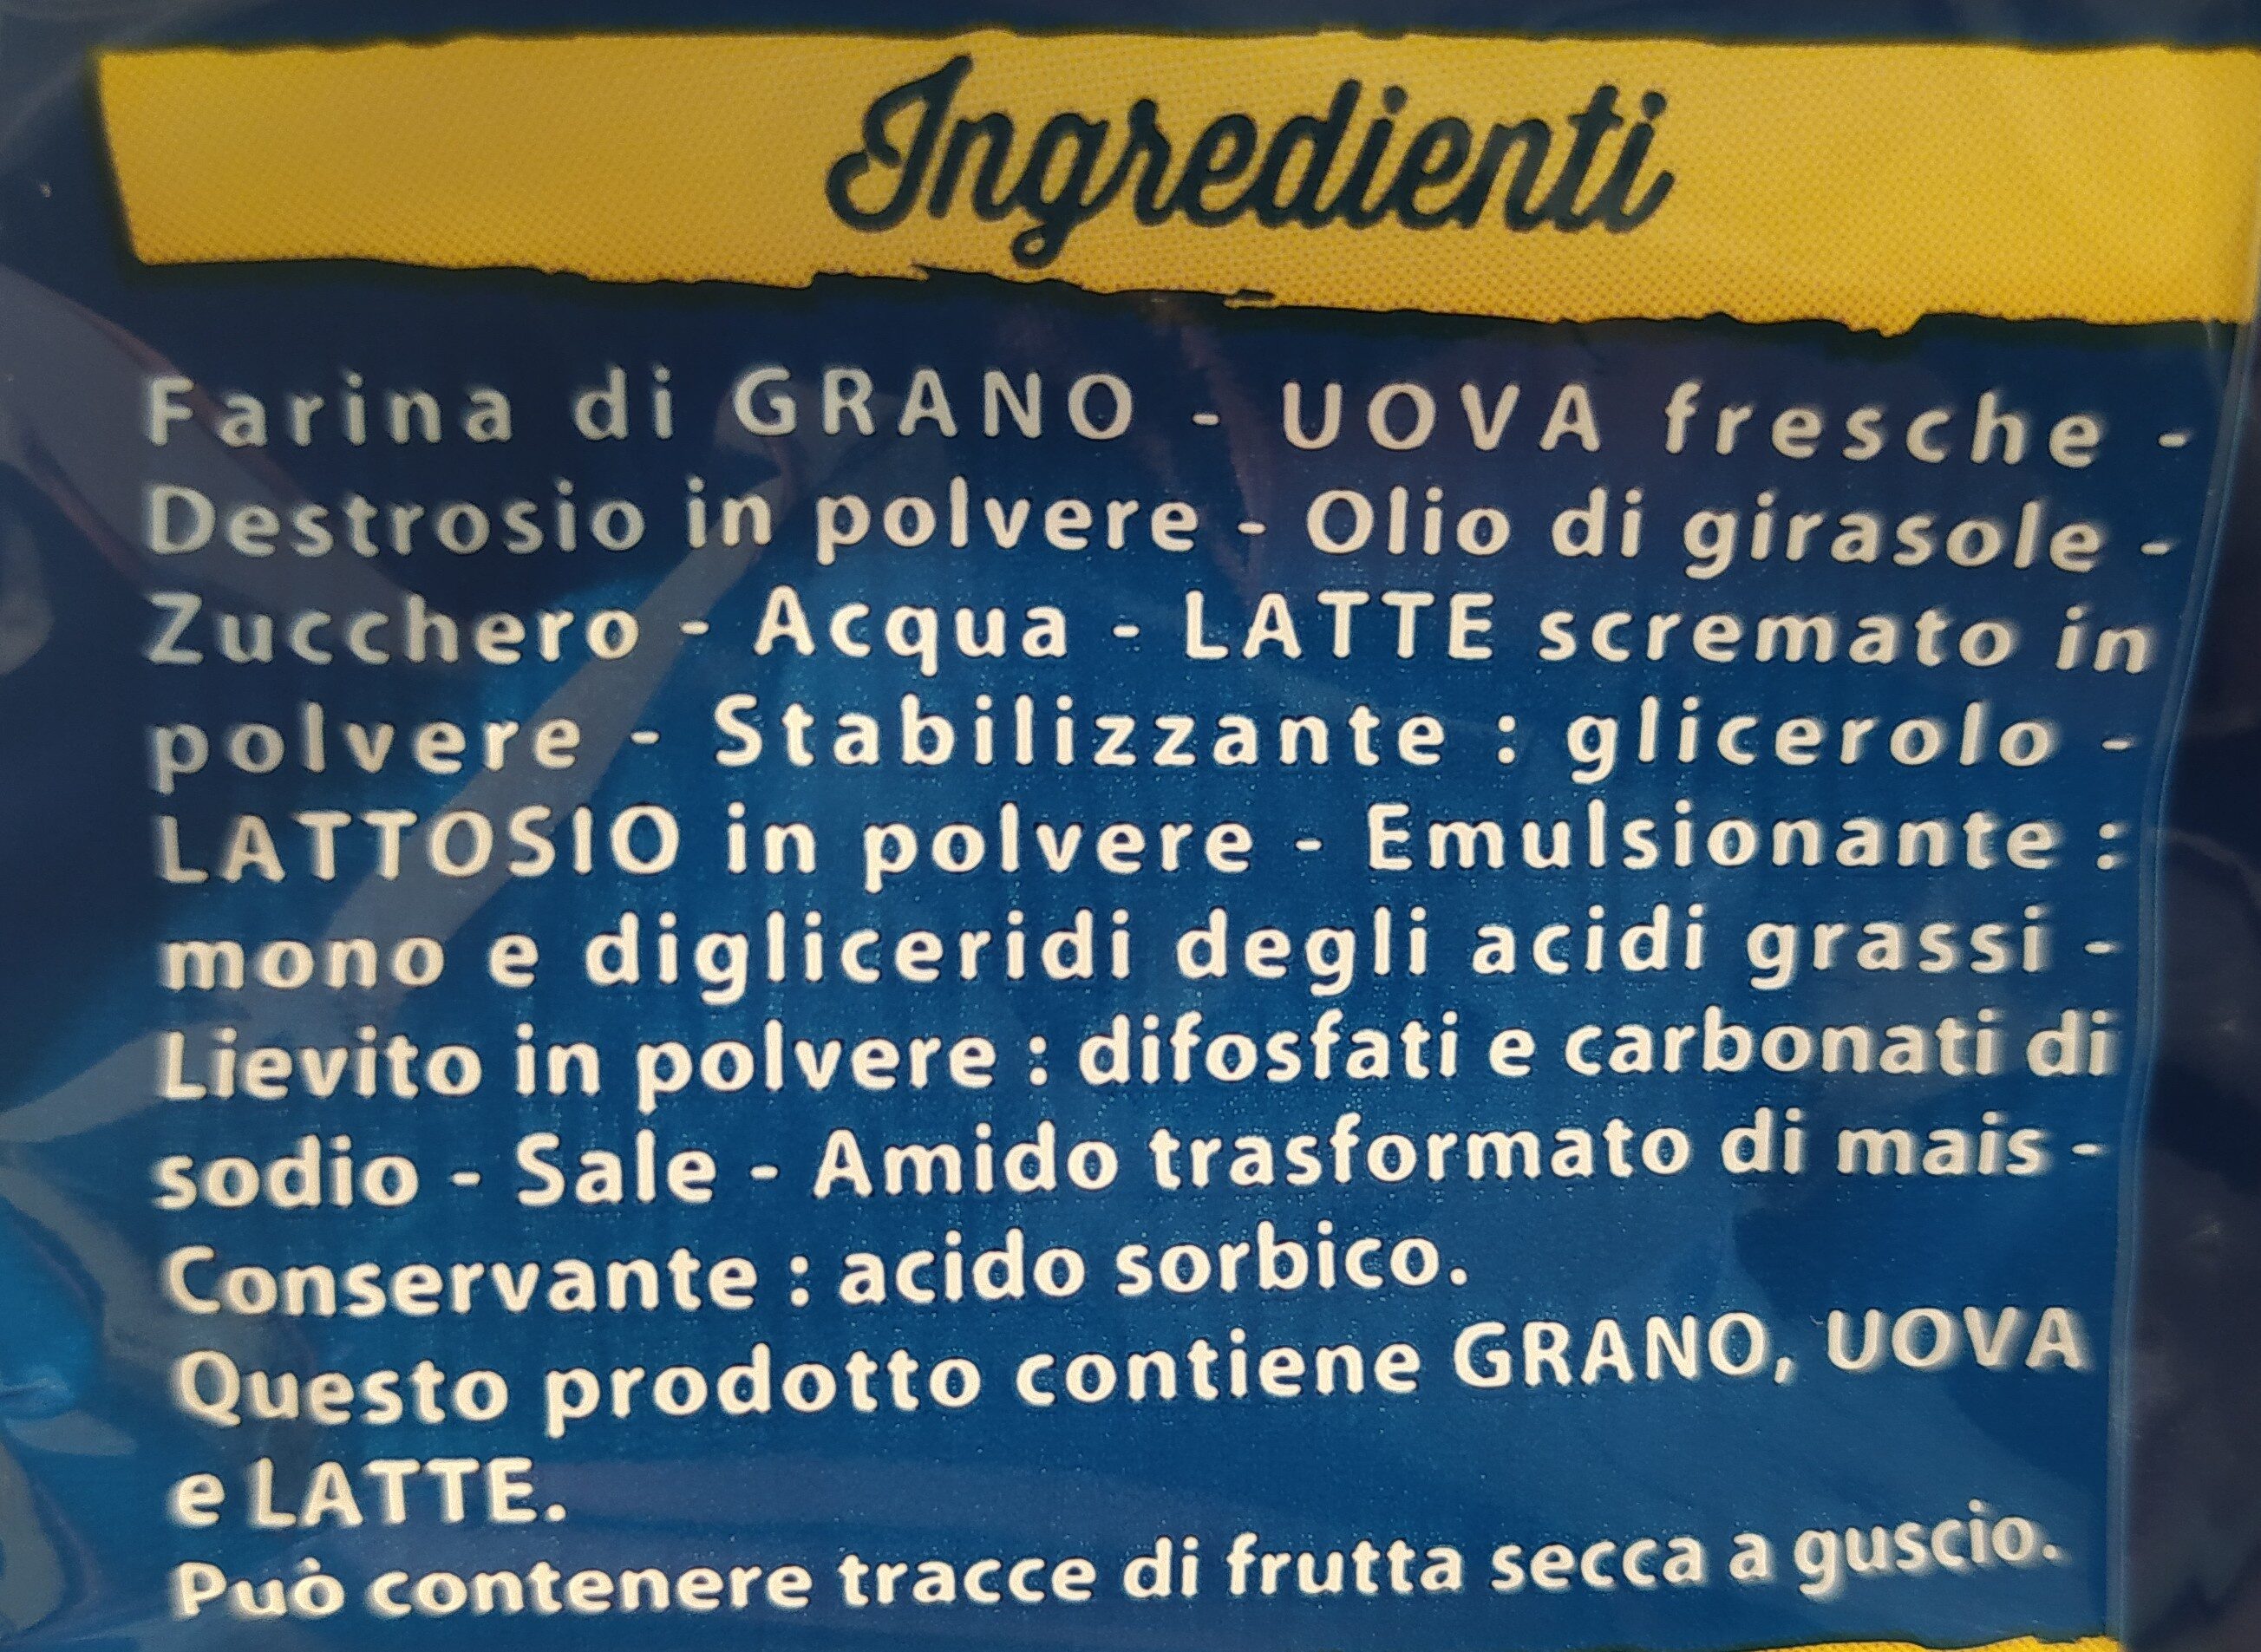 Ingredienti
Farina di GRANO - UOVA fresche -
Destrosio in polvere - Olio di girasole -
Zucchero - Acqua - LATTE scremato in
polvere - Stabilizzante : glicerolo -
LATTOSIO in polvere - Emulsionante :
mono e digliceridi degli acidi grassi -
Lievito in polvere : difosfati e carbonati di
sodio - Sale - Amido trasformato di mais -
Conservante : acido sorbico.
Questo prodotto contiene GRANO, UOVA
e LATTE.
Può contenere tracce di frutta secca a guscio.